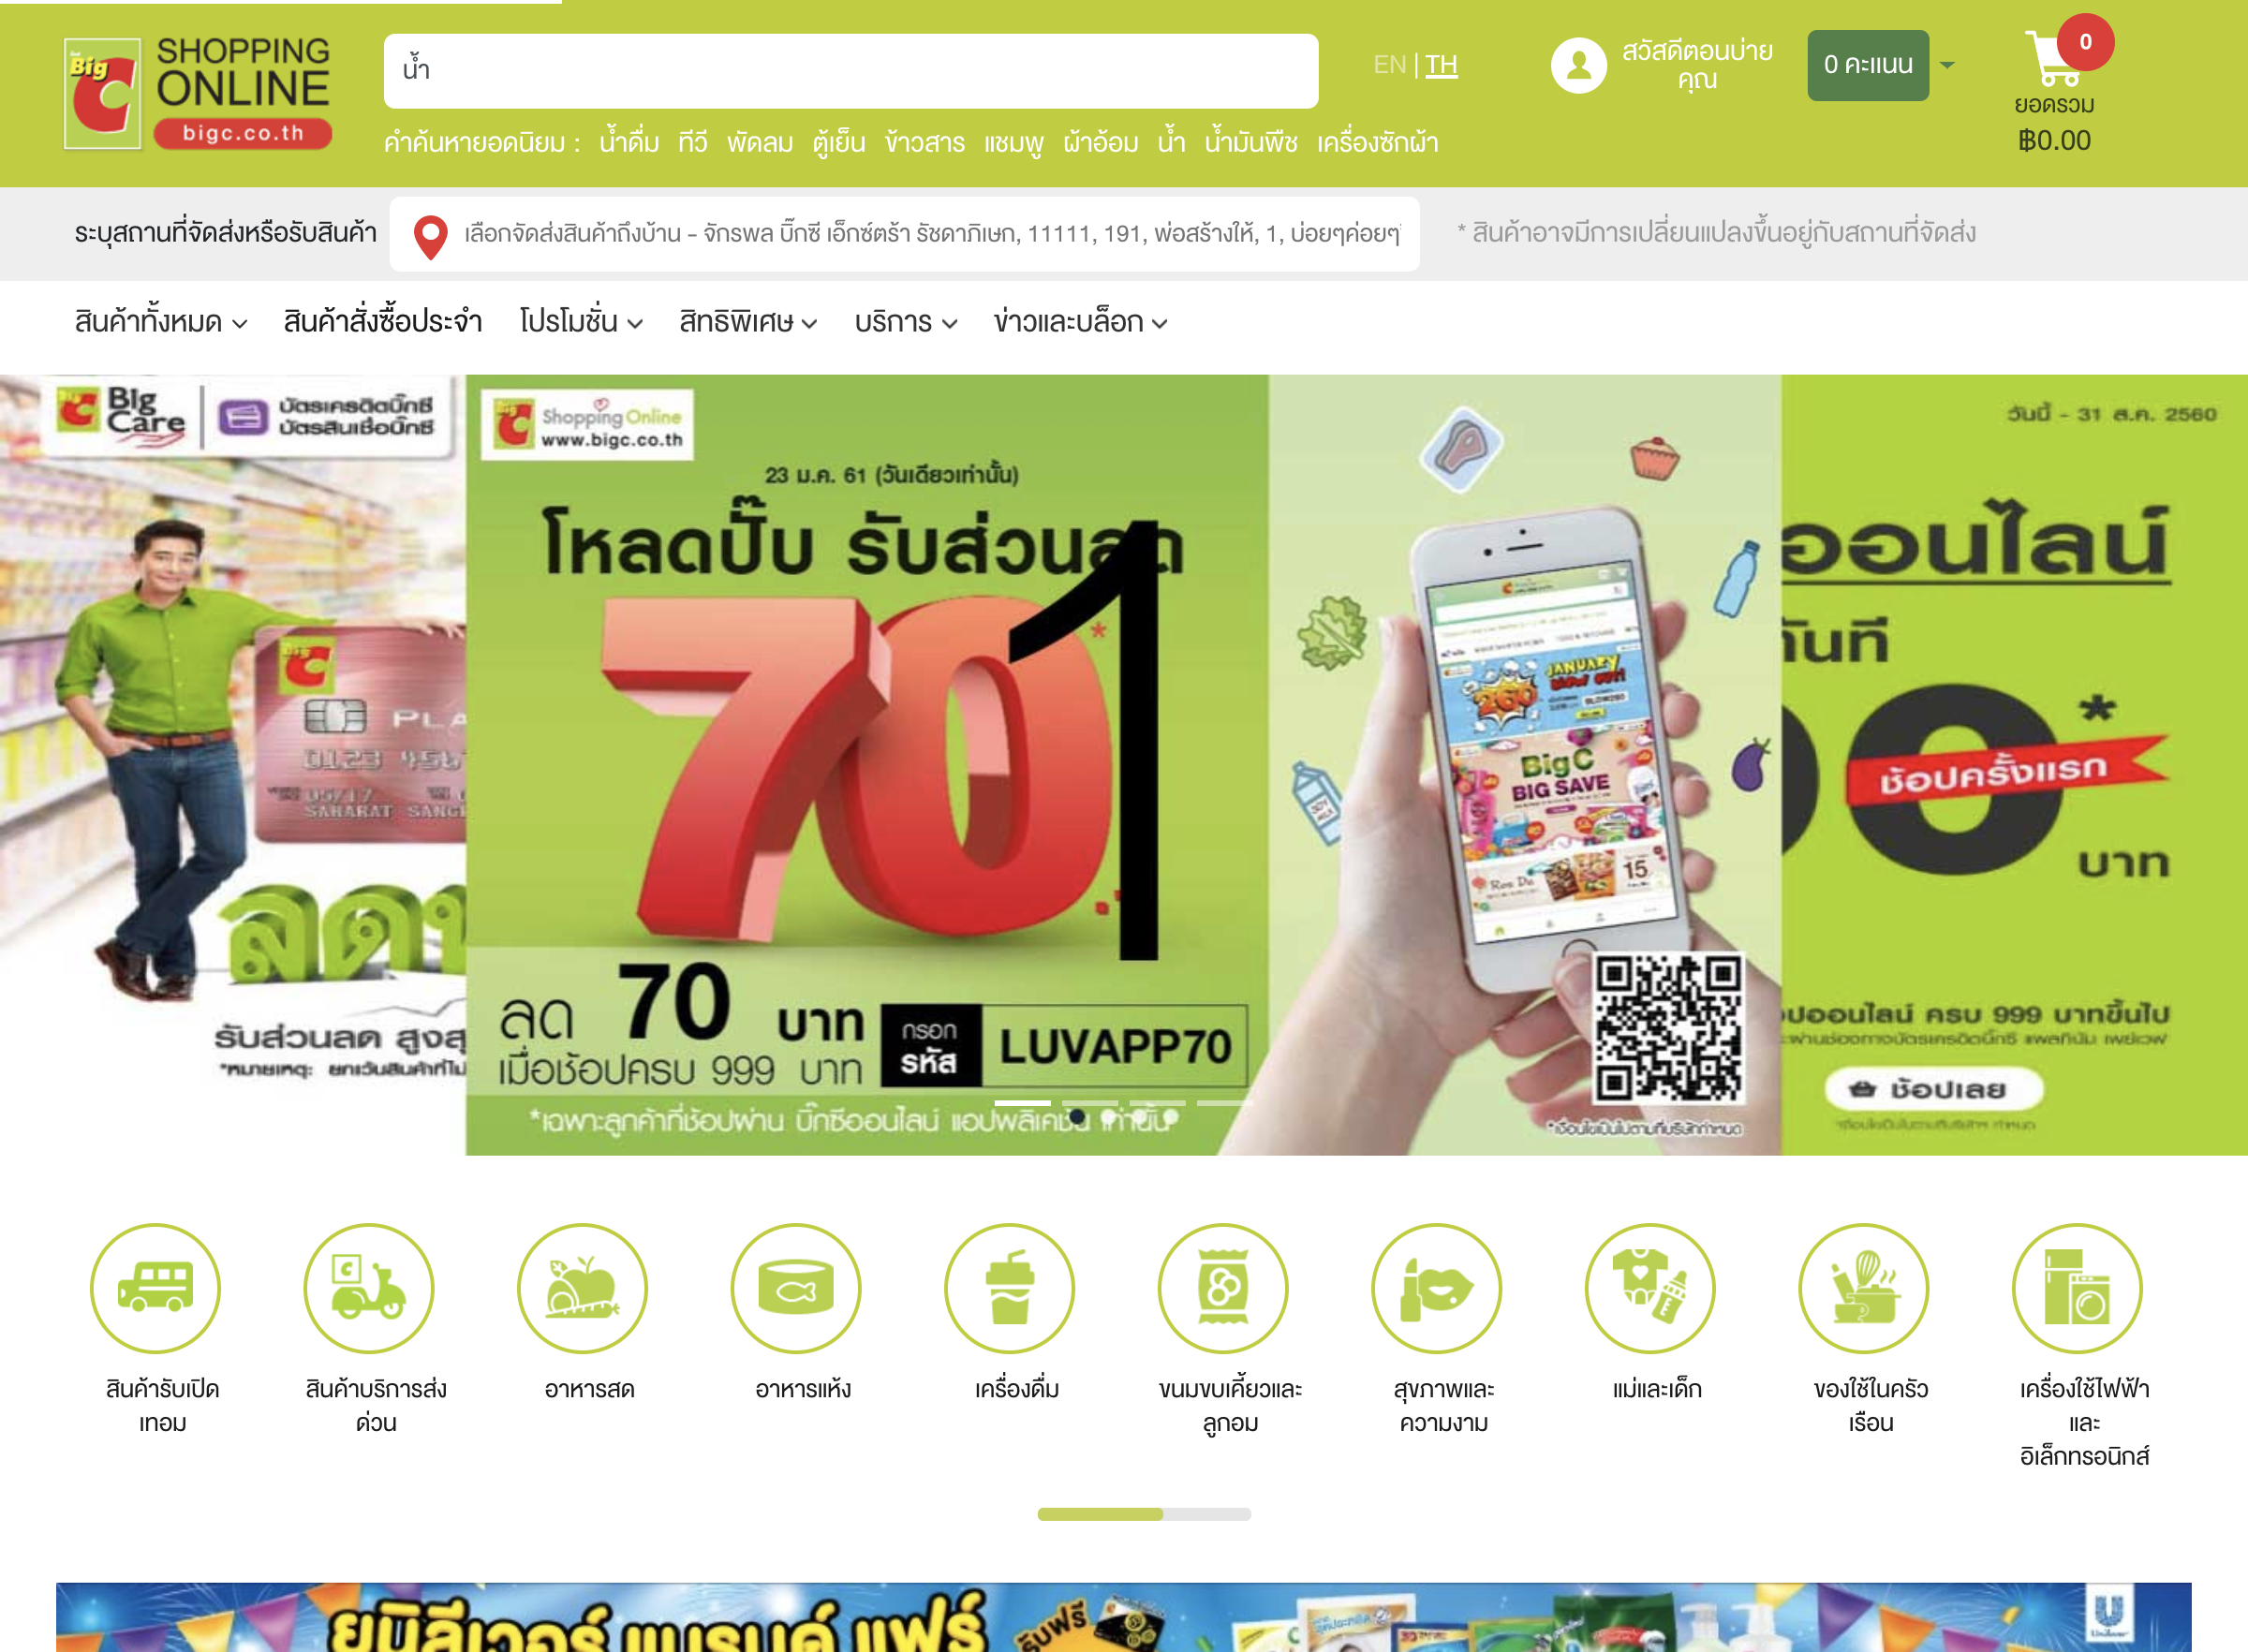 Big C
SHOPPING
ONLINE
bigc.co.th
น้ำ
EN | TH
สวัสดีตอนบ่าย
คุณ
0 คะแนน
0
ยอดรวม
฿0.00
คำค้นหายอดนิยม : น้ำดื่ม ทีวี พัดลม ตู้เย็น ข้าวสาร แชมพู ผ้าอ้อม น้ำ น้ำมันพืช เครื่องซักผ้า
ระบุสถานที่จัดส่งหรือรับสินค้า
เลือกจัดส่งสินค้าถึงบ้าน - จักรพล บิ๊กซี เอ็กซ์ตร้า รัชดาภิเษก, 11111, 191, พ่อสร้างให้, 1, บ่อยๆค่อยๆ
* สินค้าอาจมีการเปลี่ยนแปลงขึ้นอยู่กับสถานที่จัดส่ง
สินค้าทั้งหมด สินค้าสั่งซื้อประจำ โปรโมชั่น สิทธิพิเศษ บริการ ข่าวและบล็อก
Big
Care
บัตรเครดิตบิ๊กซี
บัตรสินเชื่อบิ๊กซี
PLA
0123 456
05/17
SAHARAT SANG
ลด
รับส่วนลด สูงสุ
*หมายเหตุ: ยกเว้นสินค้าที่ไม่
Shopping Online
www.bigc.co.th
23 ม.ค. 61 (วันเดียวเท่านั้น)
โหลดปั๊บ รับส่วนลด
70*
1
ลด 70 บาท
เมื่อช้อปครบ 999 บาท
กรอก
รหัส
LUVAPP70
*เฉพาะลูกค้าที่ช้อปผ่าน บิ๊กซีออนไลน์ แอปพลิเคชั่น เท่านั้น
JANUARY
260
Big C
BIG SAVE
15
SOY
MILK
*เงื่อนไขเป็นไปตามที่บริษัทกำหนด
วันนี้ - 31 ส.ค. 2560
ออนไลน์
ทันที
0*
ช้อปครั้งแรก
บาท
ปออนไลน์ ครบ 999 บาทขึ้นไป
ช้อปเลย
สินค้ารับเปิด
เทอม
สินค้าบริการส่ง
ด่วน
อาหารสด
อาหารแห้ง
เครื่องดื่ม
ขนมขบเคี้ยวและ
ลูกอม
สุขภาพและ
ความงาม
แม่และเด็ก
ของใช้ในครัว
เรือน
เครื่องใช้ไฟฟ้า
และ
อิเล็กทรอนิกส์
ยูนิลีเวอร์ แบรนด์ แฟร์
รับฟรี
Unilever